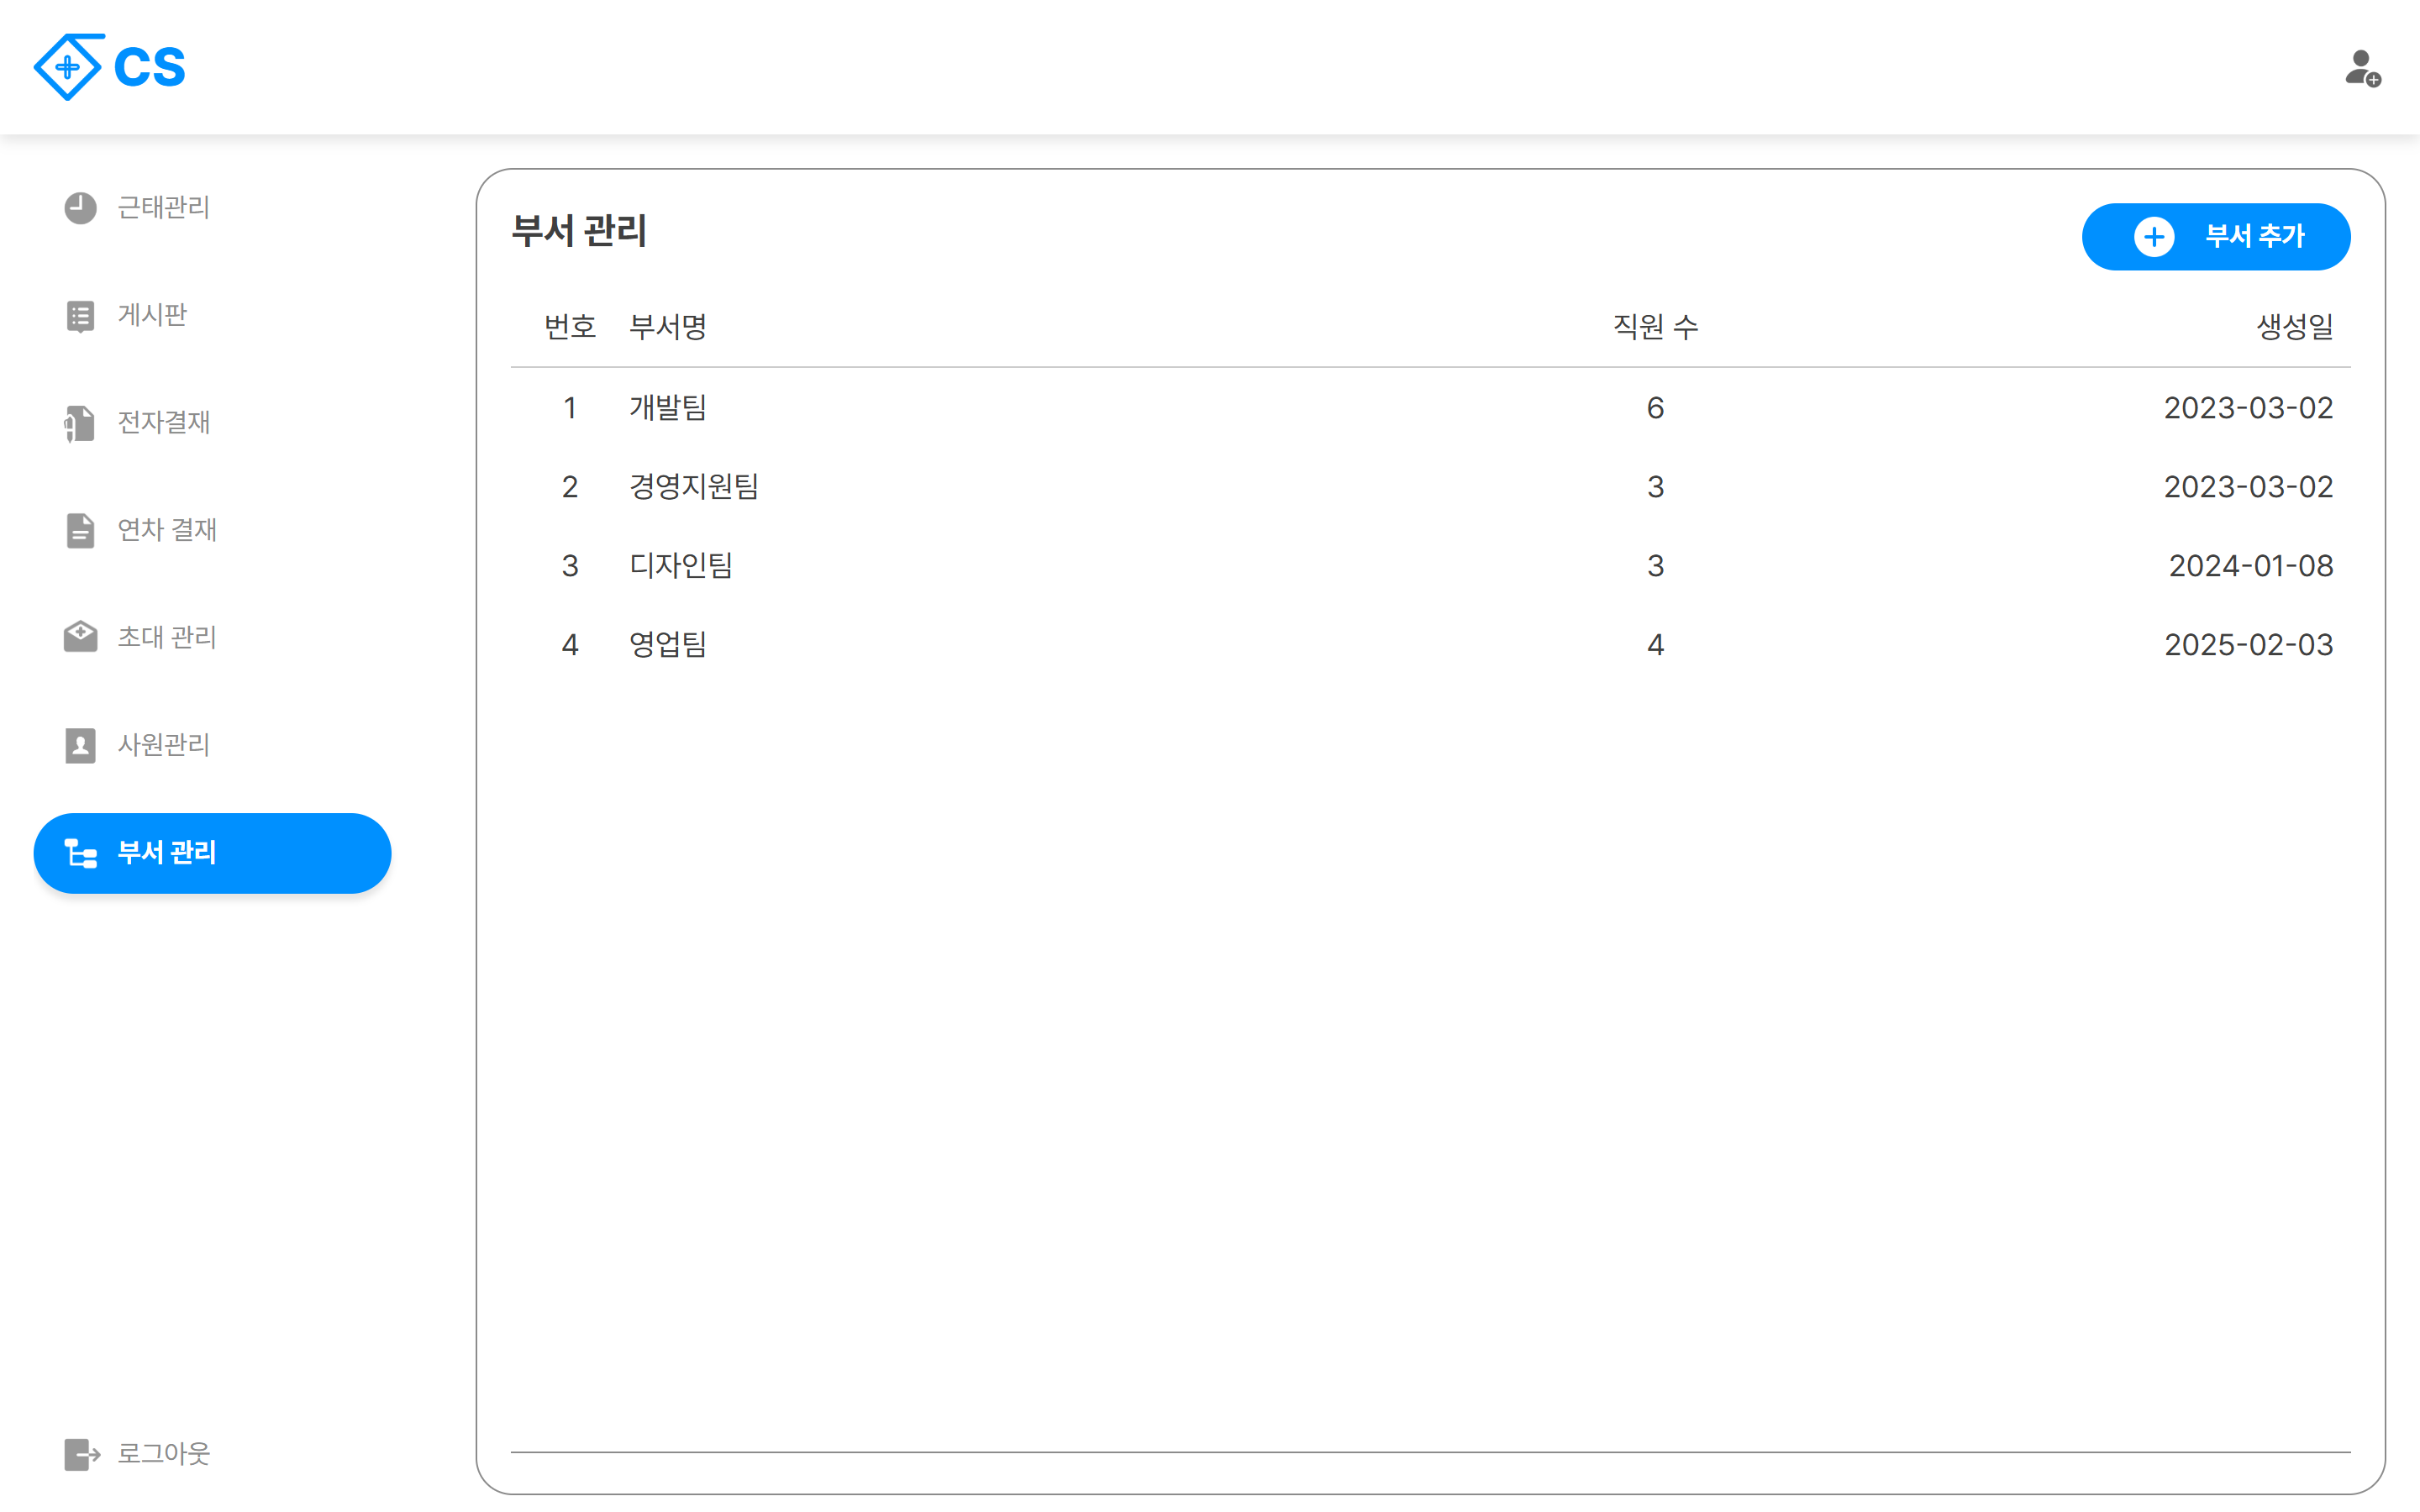 CS
근태관리
게시판
전자결재
연차 결재
초대 관리
사원관리
부서 관리
로그아웃
부서 관리
부서 추가
번호 부서명 직원 수 생성일
1 개발팀 6 2023-03-02
2 경영지원팀 3 2023-03-02
3 디자인팀 3 2024-01-08
4 영업팀 4 2025-02-03